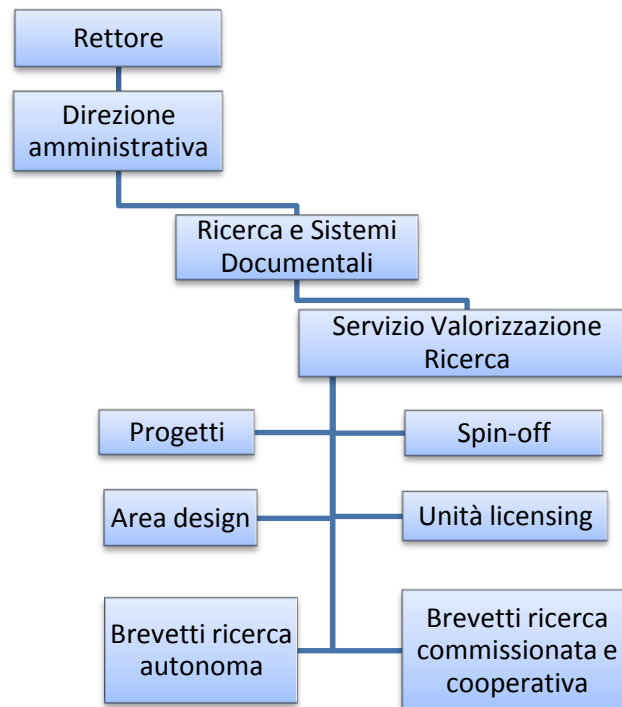 Rettore
Direzione
amministrativa
Ricerca e Sistemi
Documentali
Servizio Valorizzazione
Ricerca
Progetti
Spin-off
Area design
Unità licensing
Brevetti ricerca
autonoma
Brevetti ricerca
commissionata e
cooperativa